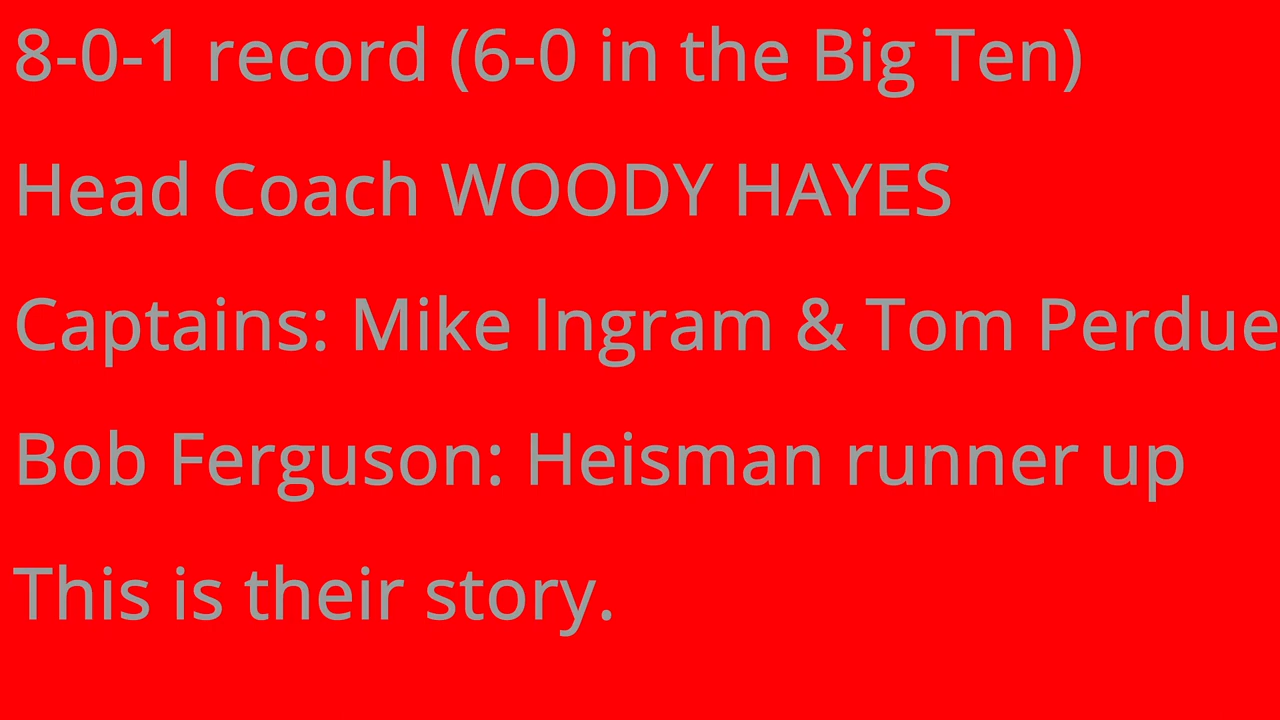 8-0-1 record (6-0 in the Big Ten)
Head Coach WOODY HAYES
Captains: Mike Ingram & Tom Perdue
Bob Ferguson: Heisman runner up
This is their story.